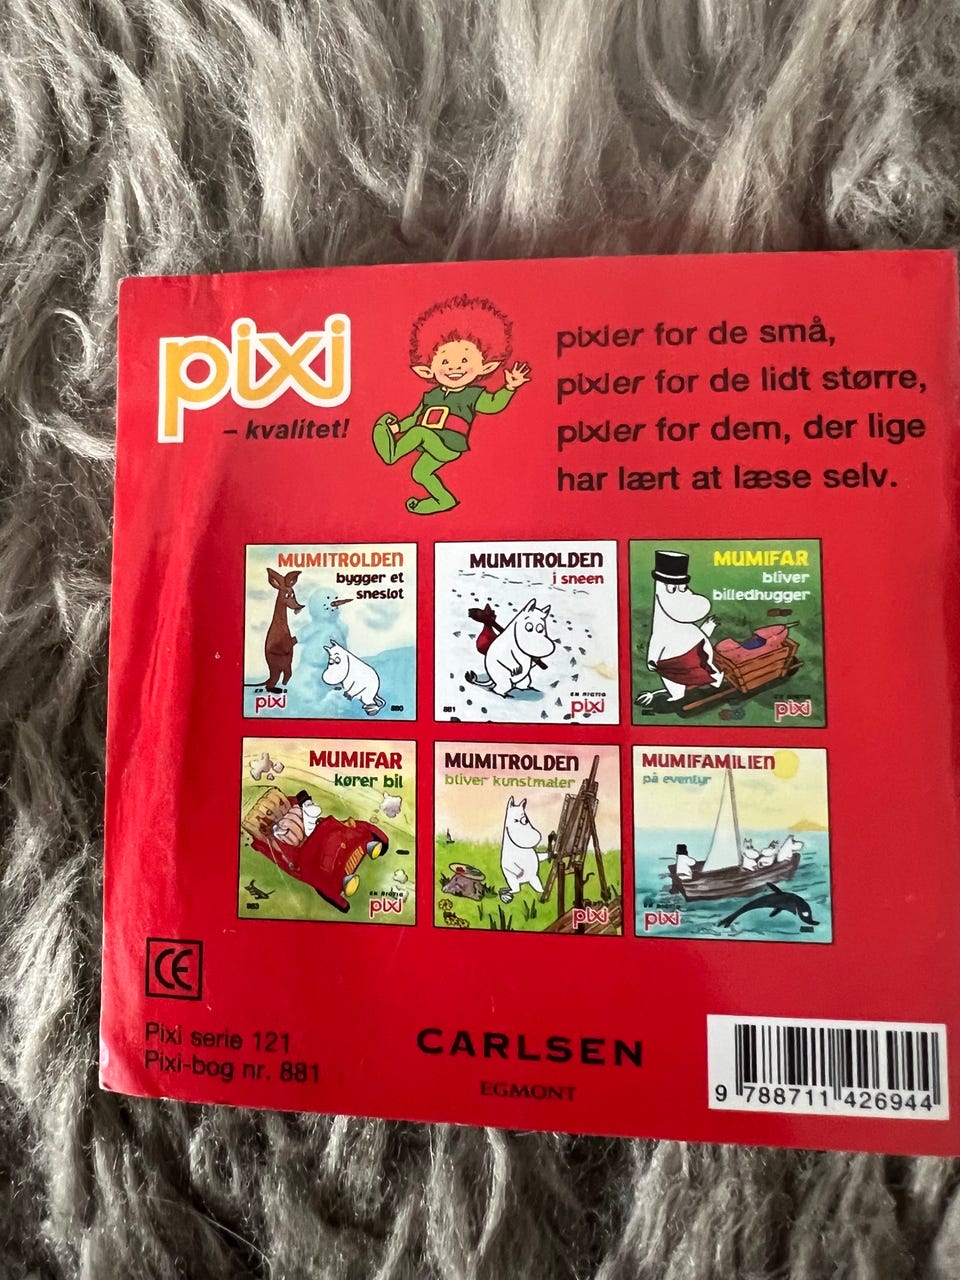 pixi
– kvalitet!
pixier for de små,
pixier for de lidt større,
pixier for dem, der lige
har lært at læse selv.
MUMITROLDEN
bygger et
sneslot
pixi
880
MUMITROLDEN
i sneen
881
pixi
MUMIFAR
bliver
billedhugger
pixi
MUMIFAR
kører bil
883
pixi
MUMITROLDEN
bliver kunstmaler
pixi
MUMIFAMILIEN
på eventyr
pixi
CE
Pixi serie 121
Pixi-bog nr. 881
CARLSEN
EGMONT
9 788711 426944